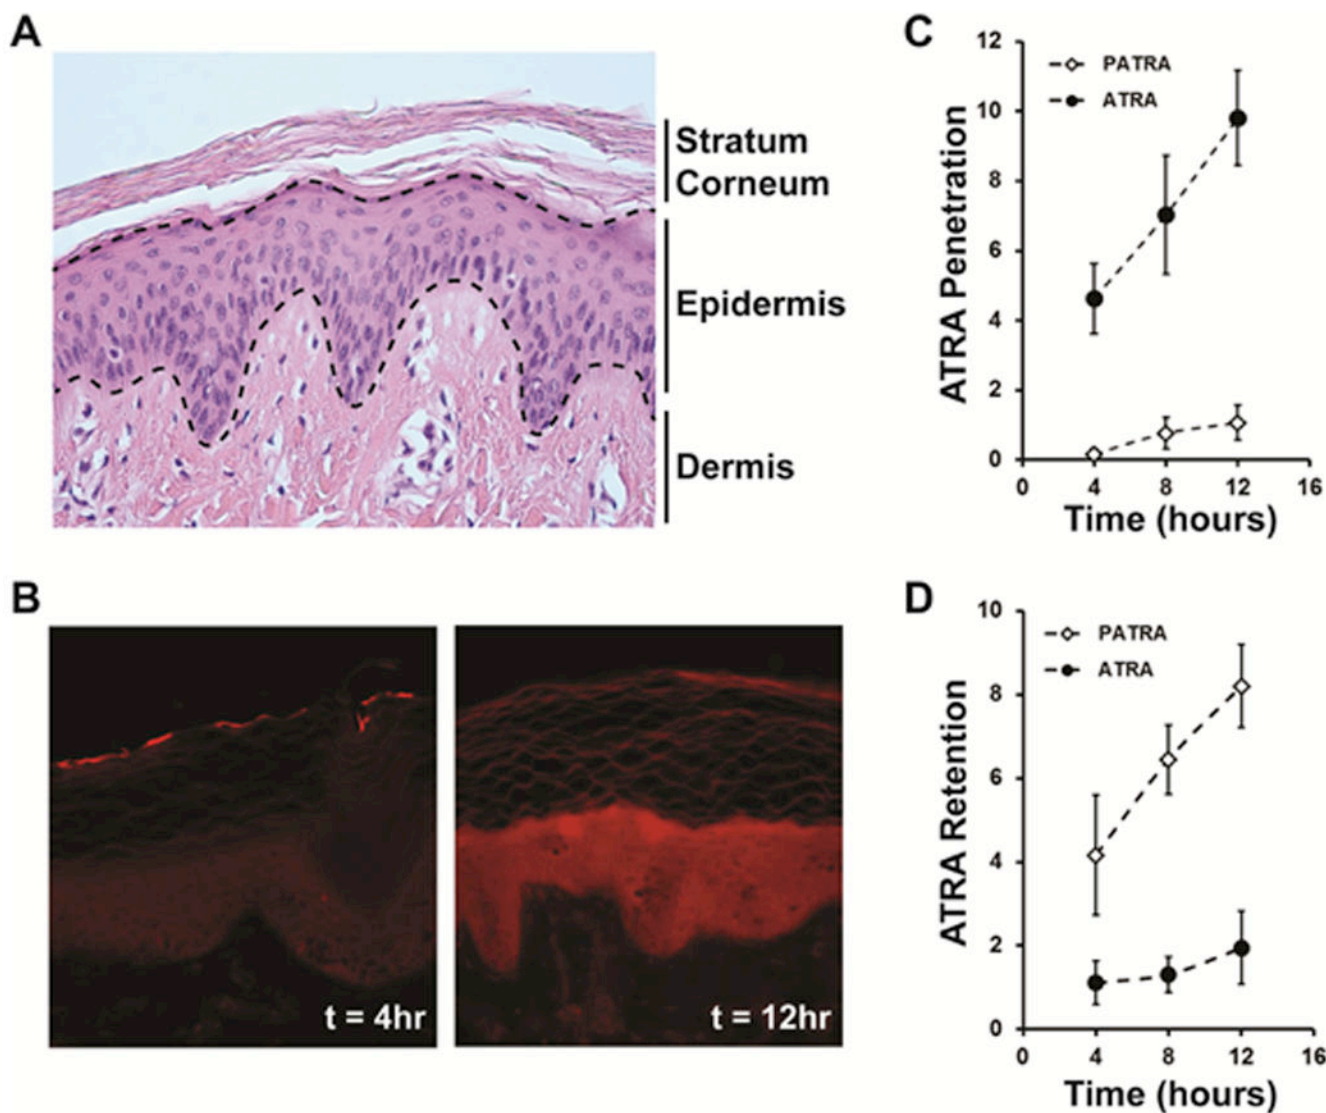 A
Stratum
Corneum
Epidermis
Dermis
B
t = 4hr
t = 12hr
C
12
10
8
6
4
2
0
ATRA Penetration
PATRA
ATRA
0 4 8 12 16
Time (hours)
D
10
8
6
4
2
0
ATRA Retention
PATRA
ATRA
0 4 8 12 16
Time (hours)